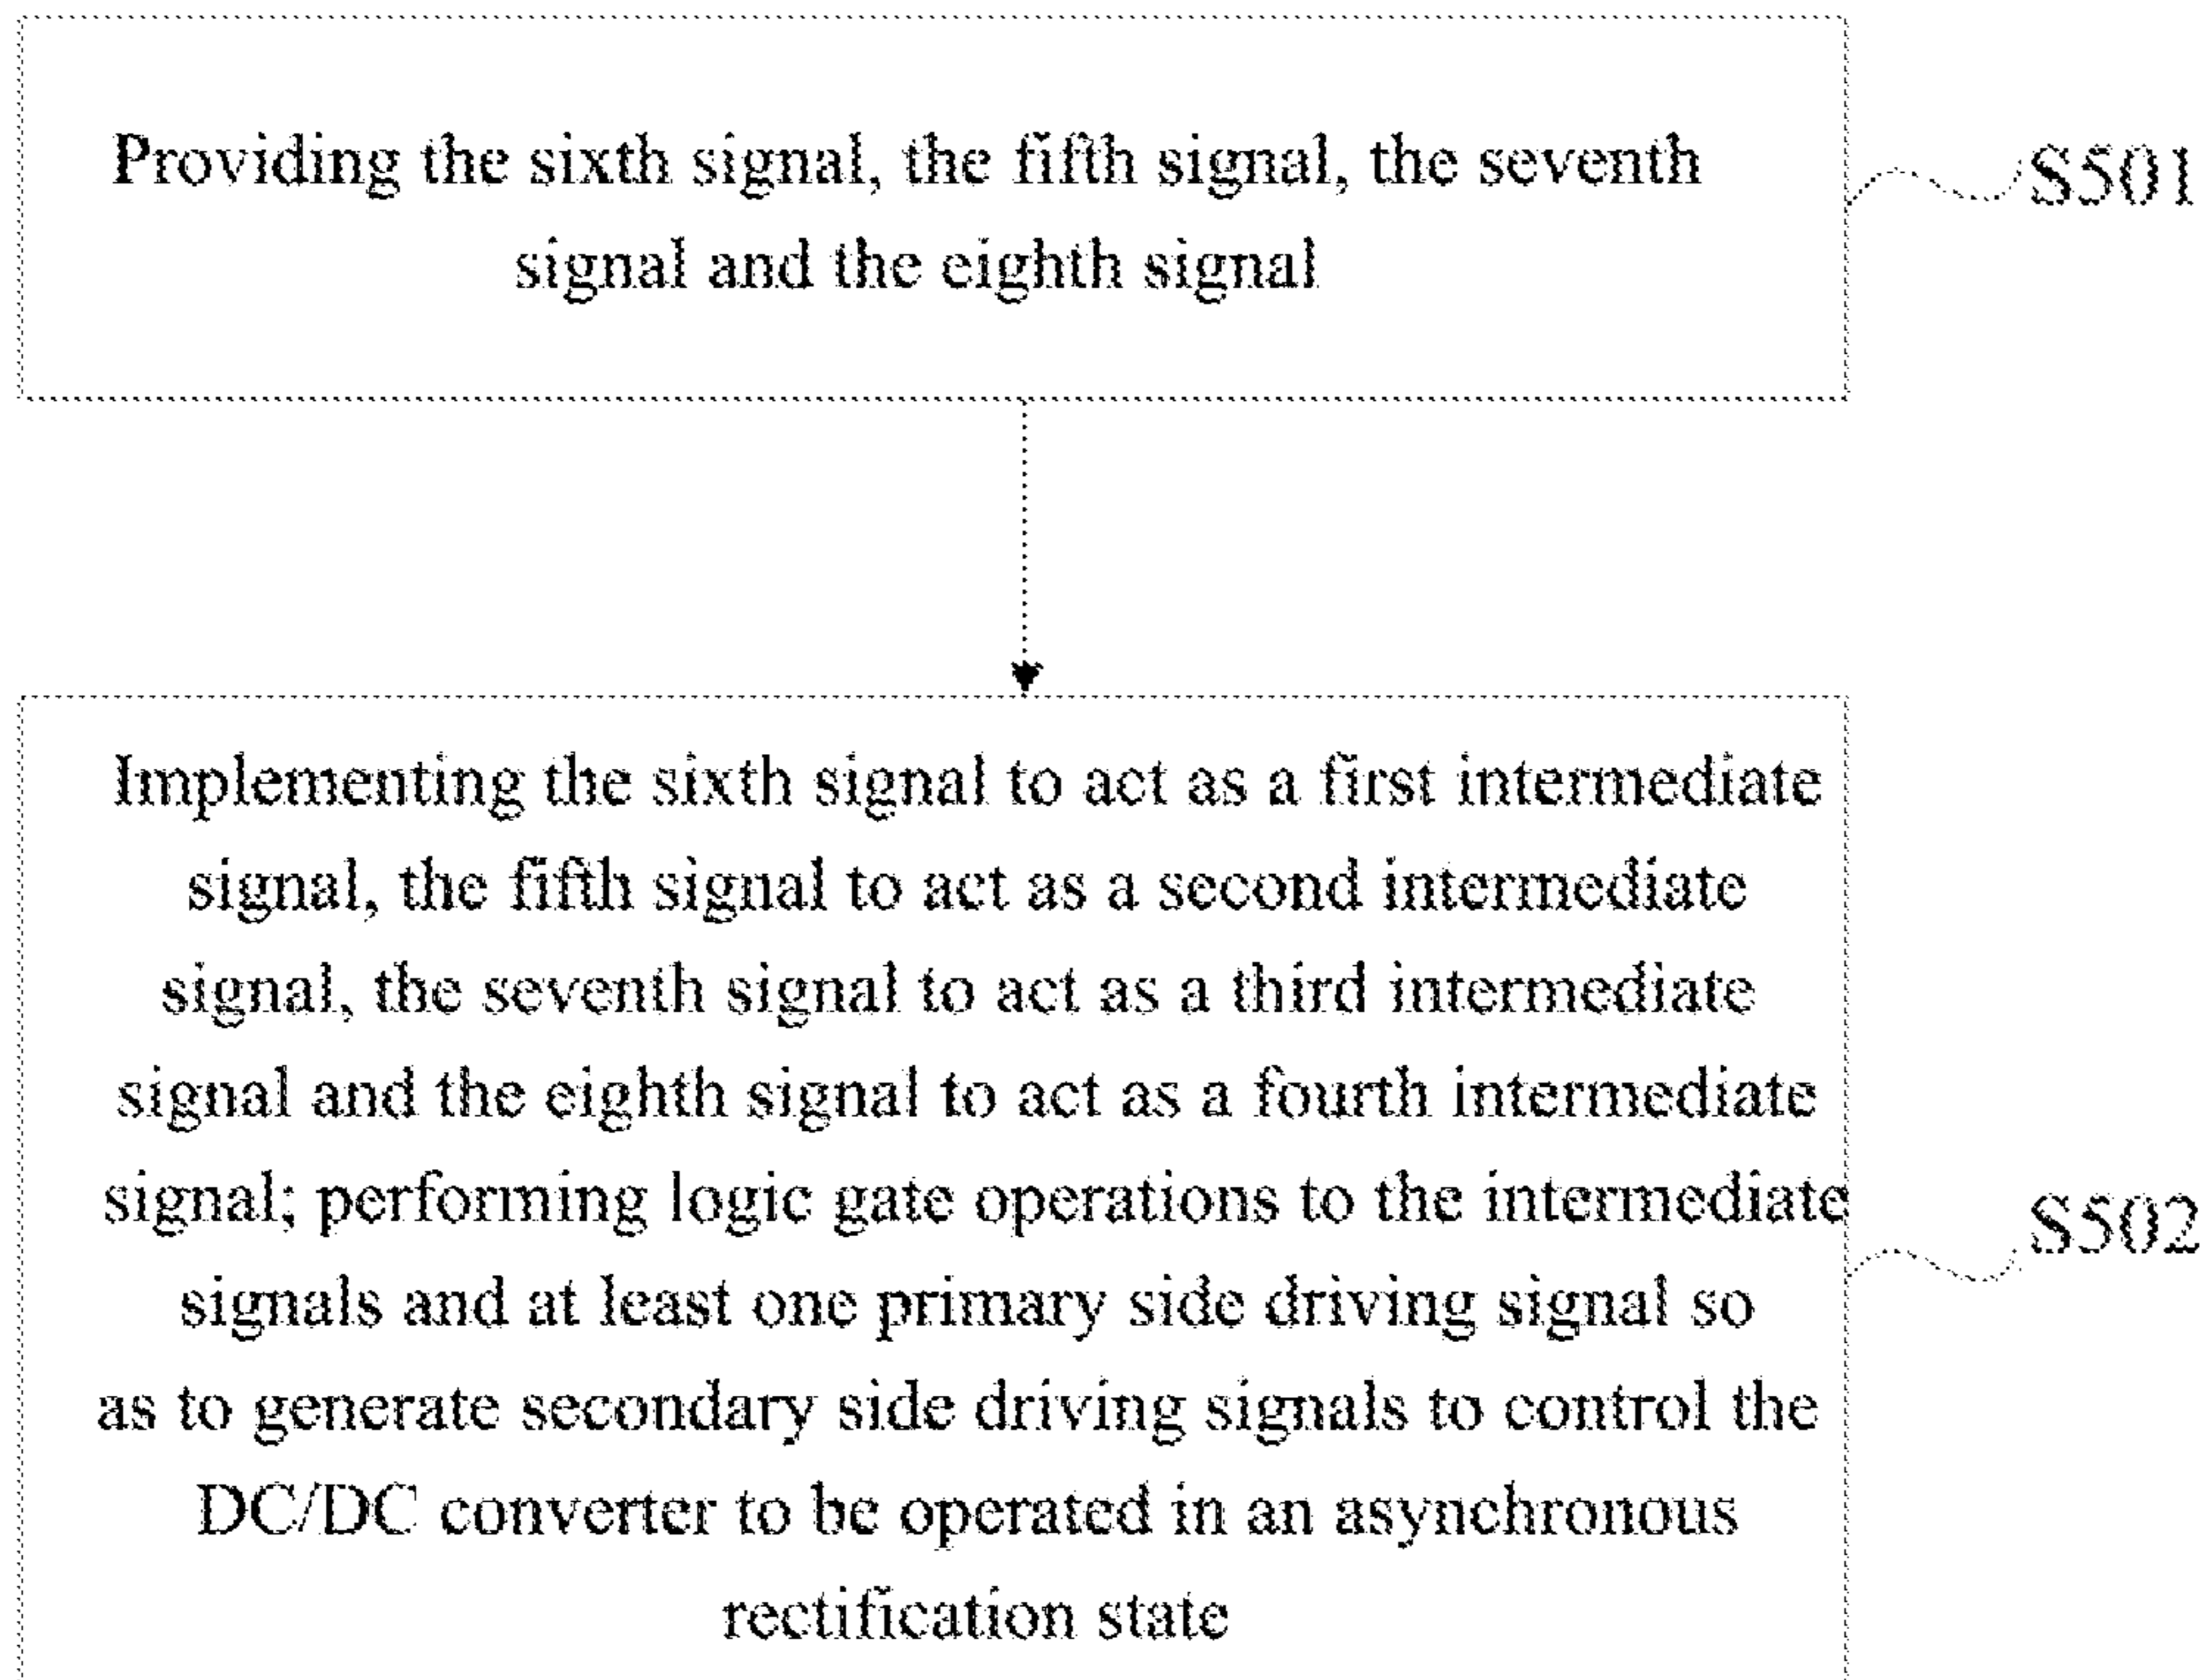 Providing the sixth signal, the fifth signal, the seventh
signal and the eighth signal
S501
Implementing the sixth signal to act as a first intermediate
signal, the fifth signal to act as a second intermediate
signal, the seventh signal to act as a third intermediate
signal and the eighth signal to act as a fourth intermediate
signal; performing logic gate operations to the intermediate
signals and at least one primary side driving signal so
as to generate secondary side driving signals to control the
DC/DC converter to be operated in an asynchronous
rectification state
S502